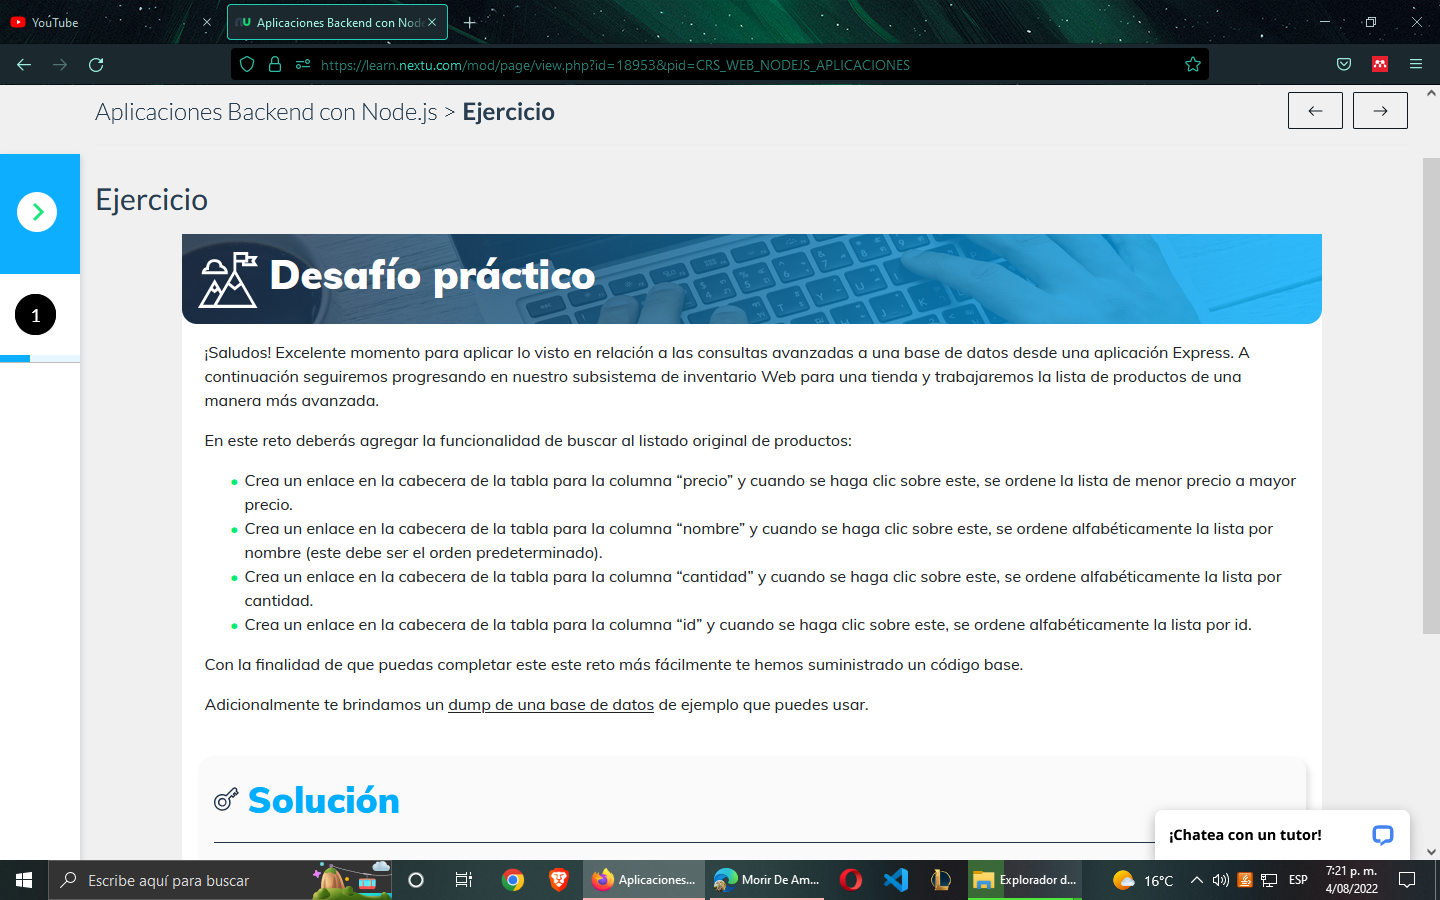 YouTube
Aplicaciones Backend con Node
https://learn.nextu.com/mod/page/view.php?id=18953&pid=CRS_WEB_NODEJS_APLICACIONES
Aplicaciones Backend con Node.js > Ejercicio
1
Ejercicio
Desafío práctico
¡Saludos! Excelente momento para aplicar lo visto en relación a las consultas avanzadas a una base de datos desde una aplicación Express. A
continuación seguiremos progresando en nuestro subsistema de inventario Web para una tienda y trabajaremos la lista de productos de una
manera más avanzada.
En este reto deberás agregar la funcionalidad de buscar al listado original de productos:
Crea un enlace en la cabecera de la tabla para la columna “precio” y cuando se haga clic sobre este, se ordene la lista de menor precio a mayor
precio.
Crea un enlace en la cabecera de la tabla para la columna “nombre” y cuando se haga clic sobre este, se ordene alfabéticamente la lista por
nombre (este debe ser el orden predeterminado).
Crea un enlace en la cabecera de la tabla para la columna “cantidad” y cuando se haga clic sobre este, se ordene alfabéticamente la lista por
cantidad.
Crea un enlace en la cabecera de la tabla para la columna “id” y cuando se haga clic sobre este, se ordene alfabéticamente la lista por id.
Con la finalidad de que puedas completar este este reto más fácilmente te hemos suministrado un código base.
Adicionalmente te brindamos un dump de una base de datos de ejemplo que puedes usar.
Solución
¡Chatea con un tutor!
Escribe aquí para buscar
Aplicaciones...
Morir De Am...
Explorador d...
16°C
ESP
7:21 p. m.
4/08/2022